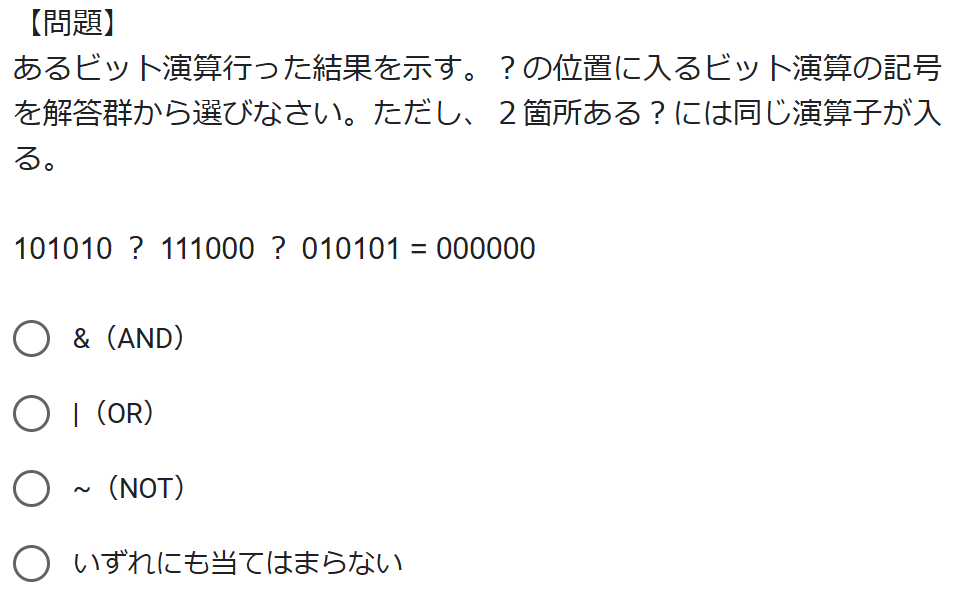 【問題】
あるビット演算行った結果を示す。？の位置に入るビット演算の記号
を解答群から選びなさい。ただし、２箇所ある？には同じ演算子が入
る。
101010 ？ 111000 ？ 010101 = 000000
&（AND）
|（OR）
~（NOT）
いずれにも当てはまらない